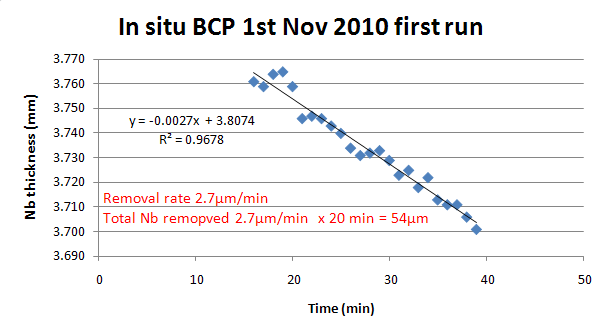 In situ BCP 1st Nov 2010 first run
Nb thickness (mm)
3.770
3.760
3.750
3.740
3.730
3.720
3.710
3.700
3.690
y = -0.0027x + 3.8074
R² = 0.9678
Removal rate 2.7µm/min
Total Nb remopved 2.7µm/min x 20 min = 54µm
0 10 20 30 40 50
Time (min)